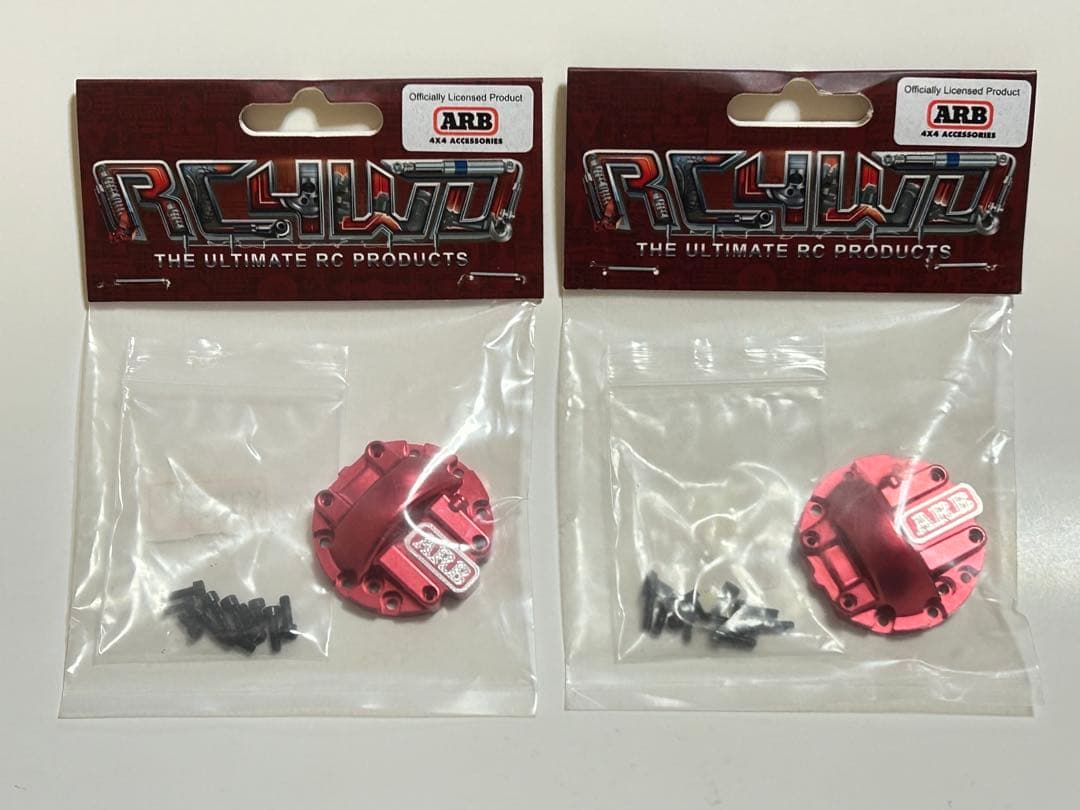 Officially Licensed Product
ARB
4X4 ACCESSORIES
RC4WD
THE ULTIMATE RC PRODUCTS
ARB
Officially Licensed Product
ARB
4X4 ACCESSORIES
RC4WD
THE ULTIMATE RC PRODUCTS
ARB